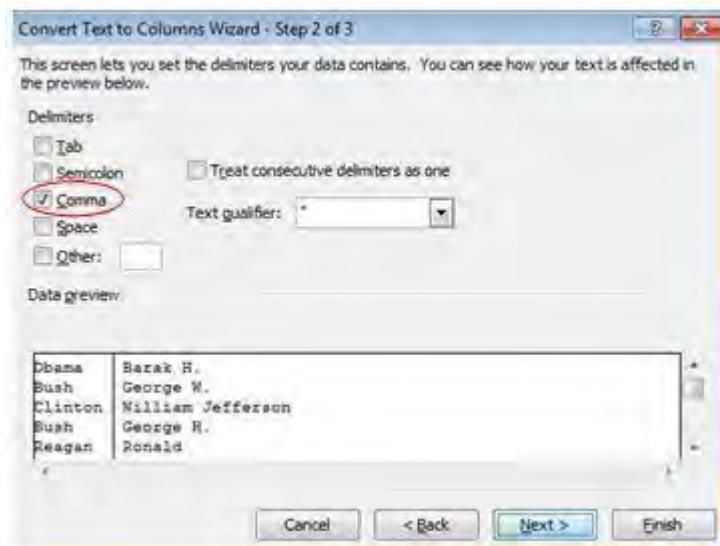 Convert Text to Columns Wizard - Step 2 of 3
This screen lets you set the delimiters your data contains. You can see how your text is affected in
the preview below.
Delimiters
Tab
Semicolon
Treat consecutive delimiters as one
Comma
Text qualifier: "
Space
Other:
Data preview
Obama Barak H.
Bush George W.
Clinton William Jefferson
Bush George H.
Reagan Ronald
Cancel
< Back
Next >
Finish